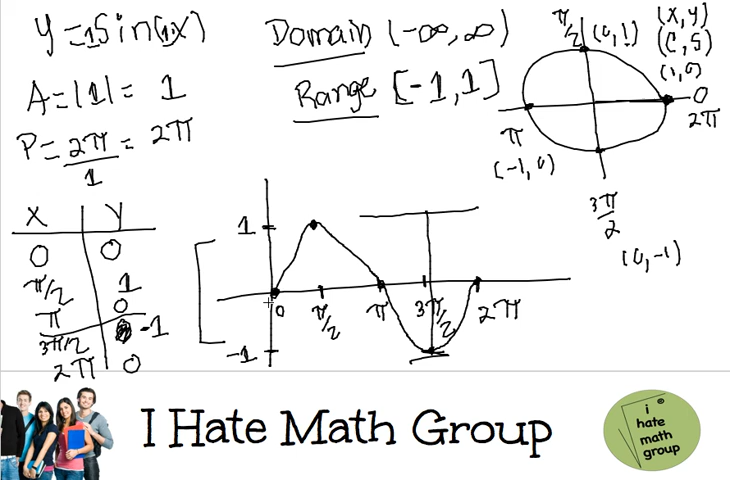 y = 1 Sin(1x)
A = |1| = 1
P = 2π/1 = 2π
Domain (-∞, ∞)
Range [-1, 1]
π/2 (0, 1)
(x, y)
(C, S)
(1, 0)
0
2π
π
(-1, 0)
3π/2
(0, -1)
X Y
0 0
π/2 1
π 0
3π/2 -1
2π 0
1
0 π/2 π 3π/2 2π
-1
I Hate Math Group
i ®
hate
math
group